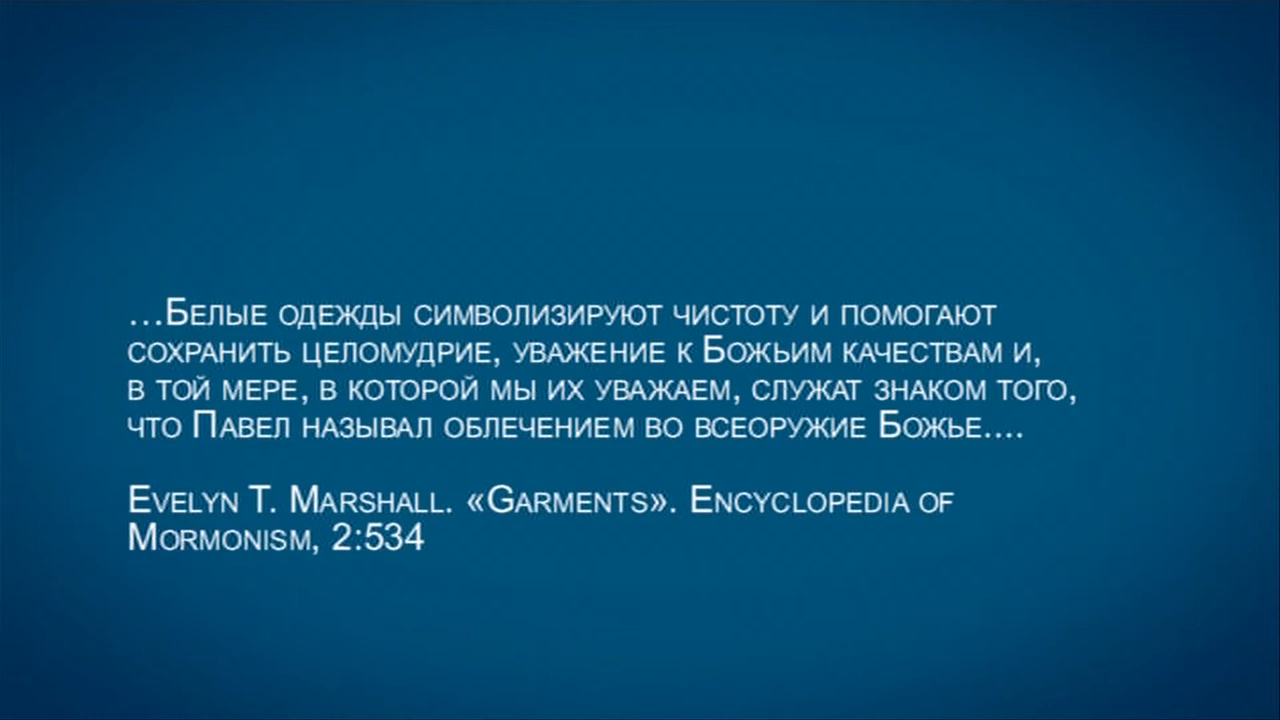 …Белые одежды символизируют чистоту и помогают
сохранить целомудрие, уважение к Божьим качествам и,
в той мере, в которой мы их уважаем, служат знаком того,
что Павел называл облечением во всеоружие Божье....
Evelyn T. Marshall. «Garments». Encyclopedia of
Mormonism, 2:534